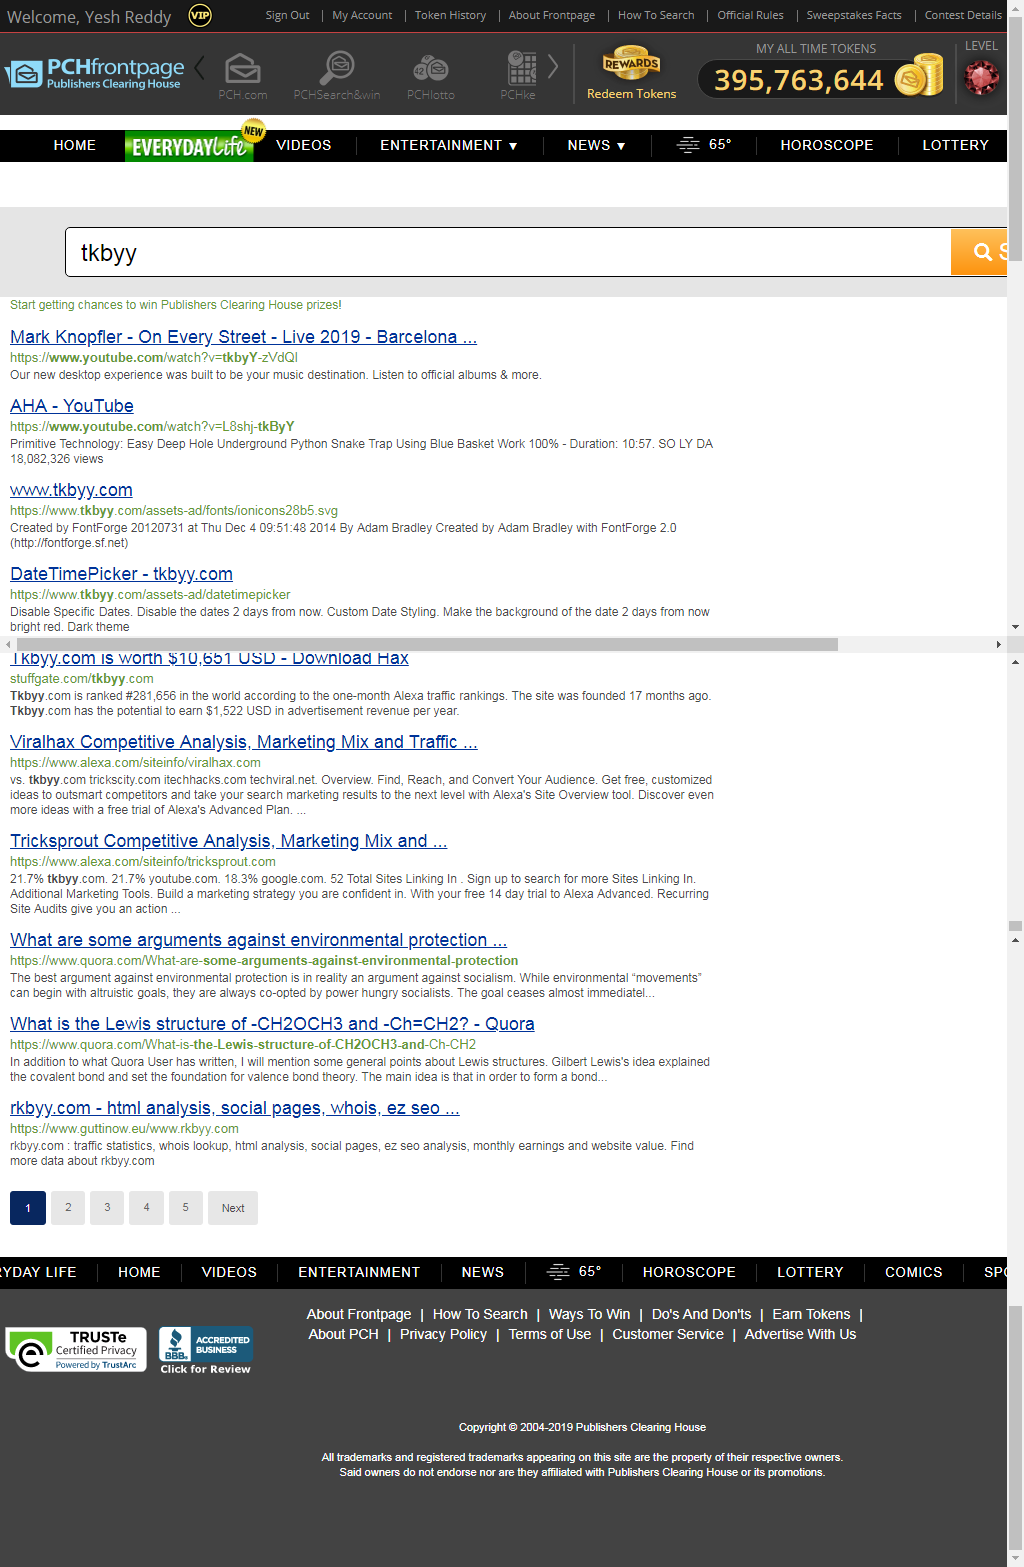 Welcome, Yesh Reddy VIP Sign Out | My Account | Token History | About Frontpage | How To Search | Official Rules | Sweepstakes Facts | Contest Details
PCHfrontpage
Publishers Clearing House
PCH.com PCHSearch&win PCHlotto PCHke
REWARDS
Redeem Tokens
MY ALL TIME TOKENS
395,763,644
LEVEL
HOME EVERYDAY Life NEW VIDEOS ENTERTAINMENT ▼ NEWS ▼ 65° HOROSCOPE LOTTERY
tkbyy S
Start getting chances to win Publishers Clearing House prizes!
Mark Knopfler - On Every Street - Live 2019 - Barcelona ...
https://www.youtube.com/watch?v=tkbyY-zVdQI
Our new desktop experience was built to be your music destination. Listen to official albums & more.
AHA - YouTube
https://www.youtube.com/watch?v=L8shj-tkByY
Primitive Technology: Easy Deep Hole Underground Python Snake Trap Using Blue Basket Work 100% - Duration: 10:57. SO LY DA
18,082,326 views
www.tkbyy.com
https://www.tkbyy.com/assets-ad/fonts/ionicons28b5.svg
Created by FontForge 20120731 at Thu Dec 4 09:51:48 2014 By Adam Bradley Created by Adam Bradley with FontForge 2.0
(http://fontforge.sf.net)
DateTimePicker - tkbyy.com
https://www.tkbyy.com/assets-ad/datetimepicker
Disable Specific Dates. Disable the dates 2 days from now. Custom Date Styling. Make the background of the date 2 days from now
bright red. Dark theme
Tkbyy.com is worth $10,651 USD - Download Hax
stuffgate.com/tkbyy.com
Tkbyy.com is ranked #281,656 in the world according to the one-month Alexa traffic rankings. The site was founded 17 months ago.
Tkbyy.com has the potential to earn $1,522 USD in advertisement revenue per year.
Viralhax Competitive Analysis, Marketing Mix and Traffic ...
https://www.alexa.com/siteinfo/viralhax.com
vs. tkbyy.com trickscity.com itechhacks.com techviral.net. Overview. Find, Reach, and Convert Your Audience. Get free, customized
ideas to outsmart competitors and take your search marketing results to the next level with Alexa's Site Overview tool. Discover even
more ideas with a free trial of Alexa's Advanced Plan. ...
Tricksprout Competitive Analysis, Marketing Mix and ...
https://www.alexa.com/siteinfo/tricksprout.com
21.7% tkbyy.com. 21.7% youtube.com. 18.3% google.com. 52 Total Sites Linking In . Sign up to search for more Sites Linking In.
Additional Marketing Tools. Build a marketing strategy you are confident in. With your free 14 day trial to Alexa Advanced. Recurring
Site Audits give you an action ...
What are some arguments against environmental protection ...
https://www.quora.com/What-are-some-arguments-against-environmental-protection
The best argument against environmental protection is in reality an argument against socialism. While environmental “movements”
can begin with altruistic goals, they are always co-opted by power hungry socialists. The goal ceases almost immediatel...
What is the Lewis structure of -CH2OCH3 and -Ch=CH2? - Quora
https://www.quora.com/What-is-the-Lewis-structure-of-CH2OCH3-and-Ch-CH2
In addition to what Quora User has written, I will mention some general points about Lewis structures. Gilbert Lewis's idea explained
the covalent bond and set the foundation for valence bond theory. The main idea is that in order to form a bond...
rkbyy.com - html analysis, social pages, whois, ez seo ...
https://www.guttinow.eu/www.rkbyy.com
rkbyy.com : traffic statistics, whois lookup, html analysis, social pages, ez seo analysis, monthly earnings and website value. Find
more data about rkbyy.com
1 2 3 4 5 Next
RYDAY LIFE HOME VIDEOS ENTERTAINMENT NEWS 65° HOROSCOPE LOTTERY COMICS SPO
About Frontpage | How To Search | Ways To Win | Do's And Don'ts | Earn Tokens |
About PCH | Privacy Policy | Terms of Use | Customer Service | Advertise With Us
TRUSTe
Certified Privacy
Powered by TrustArc
BBB. ACCREDITED
BUSINESS
Click for Review
Copyright © 2004-2019 Publishers Clearing House
All trademarks and registered trademarks appearing on this site are the property of their respective owners.
Said owners do not endorse nor are they affiliated with Publishers Clearing House or its promotions.